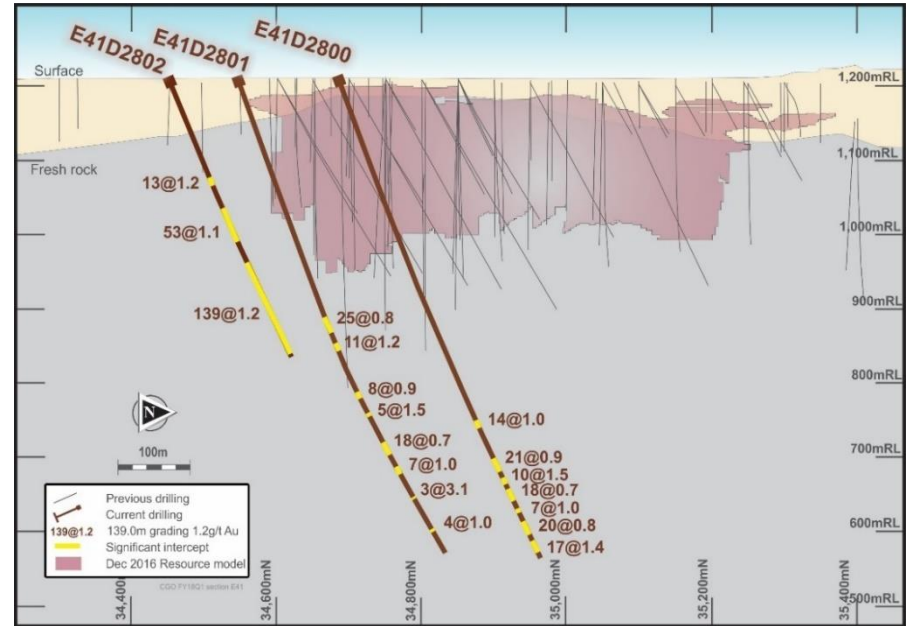 E41D2802
E41D2801
E41D2800
Surface
1,200mRL
Fresh rock
1,100mRL
13@1.2
53@1.1
1,000mRL
139@1.2
900mRL
25@0.8
11@1.2
800mRL
8@0.9
5@1.5
14@1.0
18@0.7
700mRL
7@1.0
21@0.9
10@1.5
3@3.1
18@0.7
7@1.0
4@1.0
20@0.8
600mRL
17@1.4
500mRL
N
100m
Previous drilling
Current drilling
139@1.2 139.0m grading 1.2g/t Au
Significant intercept
Dec 2016 Resource model
CGO FY18Q1 section E41
34,400mN
34,600mN
34,800mN
35,000mN
35,200mN
35,400mN